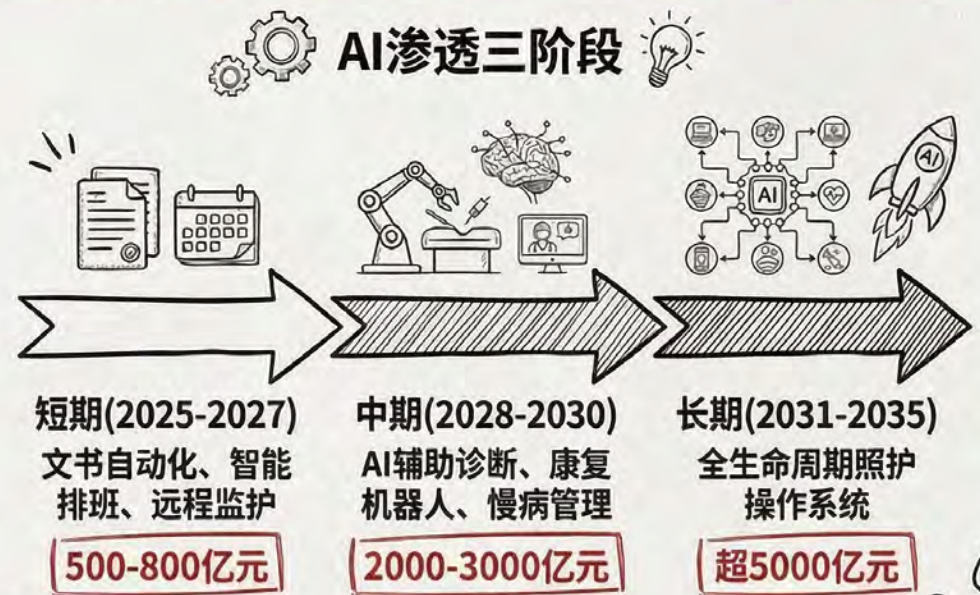 AI渗透三阶段
AI
AI
短期(2025-2027)
文书自动化、智能
排班、远程监护
500-800亿元
中期(2028-2030)
AI辅助诊断、康复
机器人、慢病管理
2000-3000亿元
长期(2031-2035)
全生命周期照护
操作系统
超5000亿元